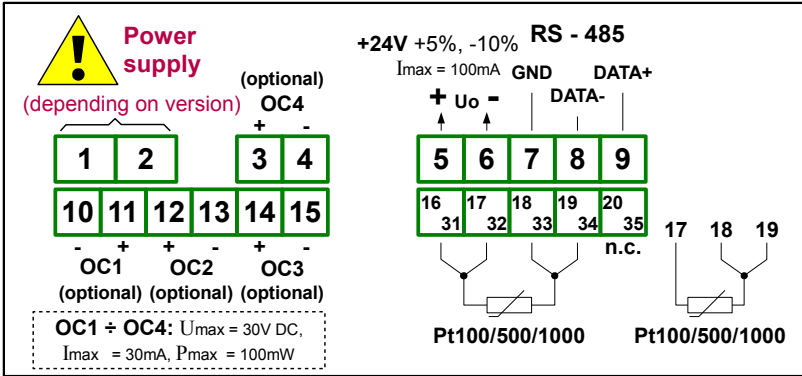 Power
supply
(depending on version)
(optional)
OC4
+ -
+24V +5%, -10%
Imax = 100mA
+ Uo -
RS - 485
GND DATA+
DATA-
1 2 3 4
5 6 7 8 9
10 11 12 13 14 15
16 17 18 19 20
31 32 33 34 35
n.c.
17 18 19
- + + - + -
OC1 OC2 OC3
(optional) (optional) (optional)
Pt100/500/1000 Pt100/500/1000
OC1 ÷ OC4: Umax = 30V DC,
Imax = 30mA, Pmax = 100mW